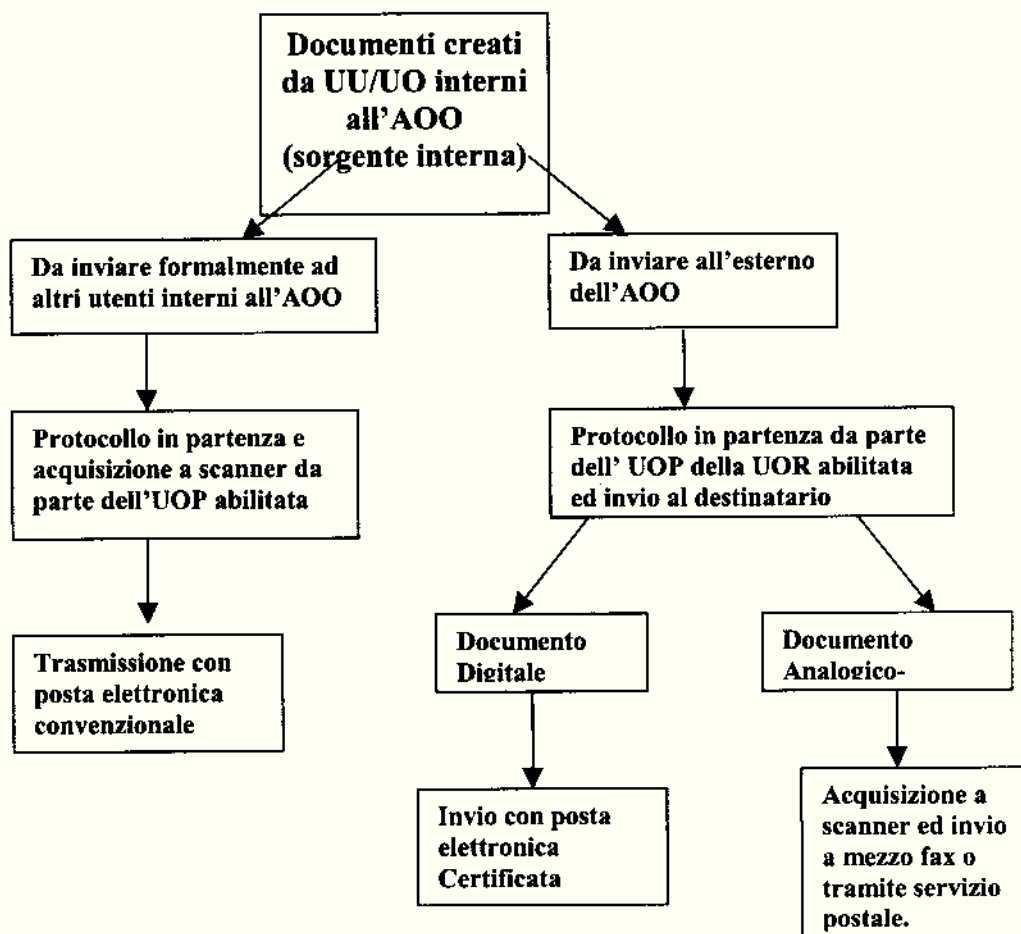 Documenti creati
da UU/UO interni
all'AOO
(sorgente interna)
Da inviare formalmente ad
altri utenti interni all'AOO
Da inviare all'esterno
dell'AOO
Protocollo in partenza e
acquisizione a scanner da
parte dell'UOP abilitata
Protocollo in partenza da parte
dell' UOP della UOR abilitata
ed invio al destinatario
Trasmissione con
posta elettronica
convenzionale
Documento
Digitale
Documento
Analogico-
Invio con posta
elettronica
Certificata
Acquisizione a
scanner ed invio
a mezzo fax o
tramite servizio
postale.